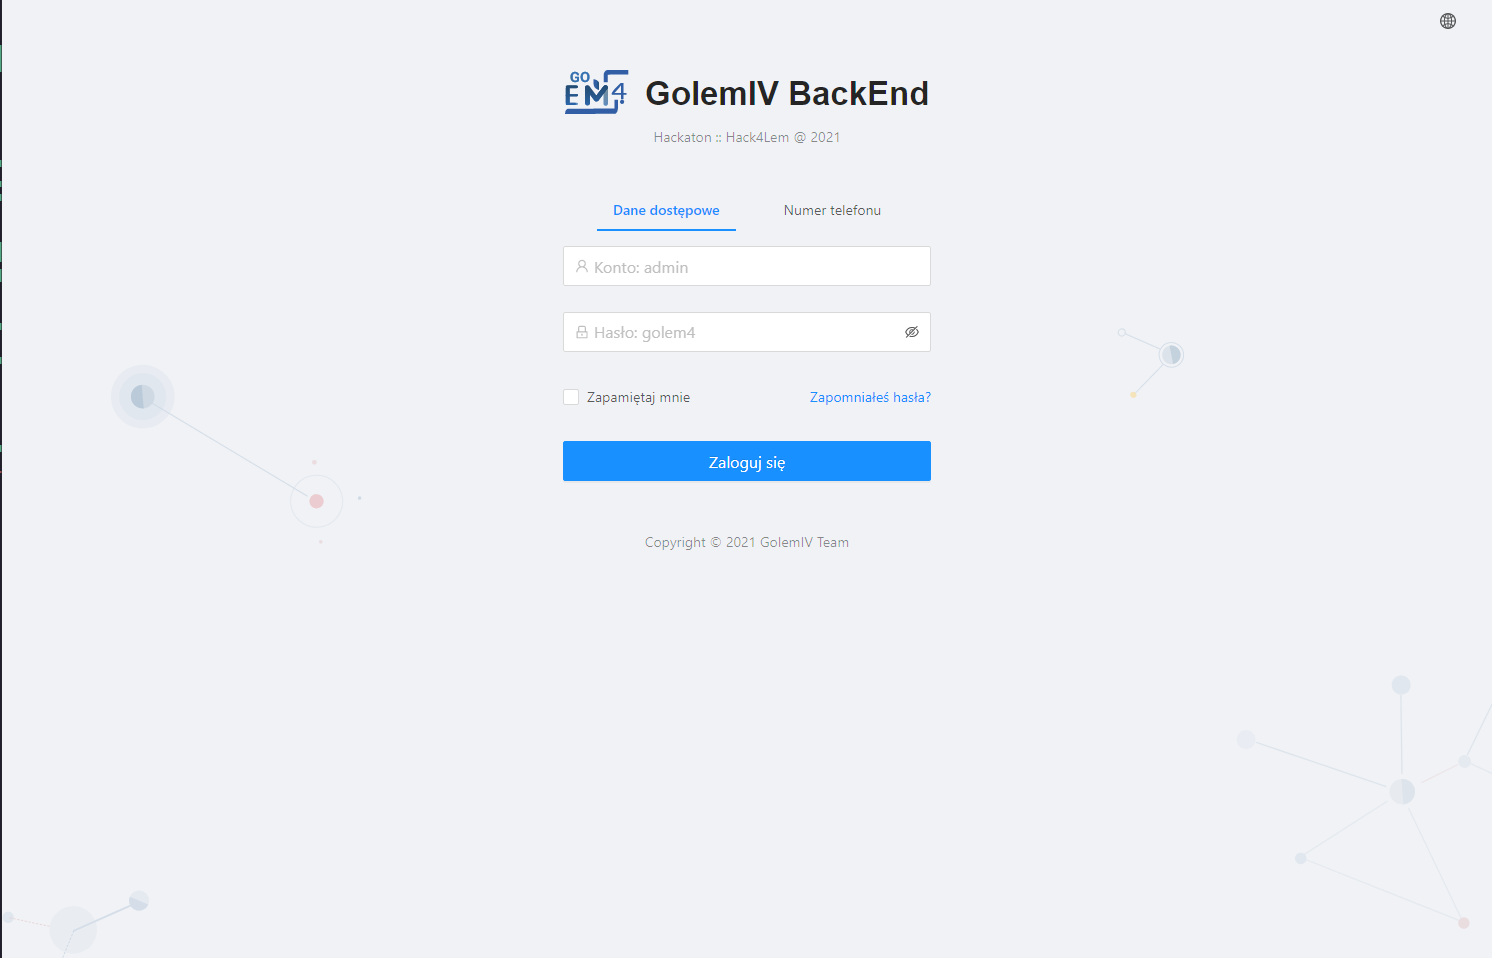 GO
EM4
GolemIV BackEnd
Hackaton :: Hack4Lem @ 2021
Dane dostępowe
Numer telefonu
Konto: admin
Hasło: golem4
Zapamiętaj mnie
Zapomniałeś hasła?
Zaloguj się
Copyright © 2021 GolemIV Team